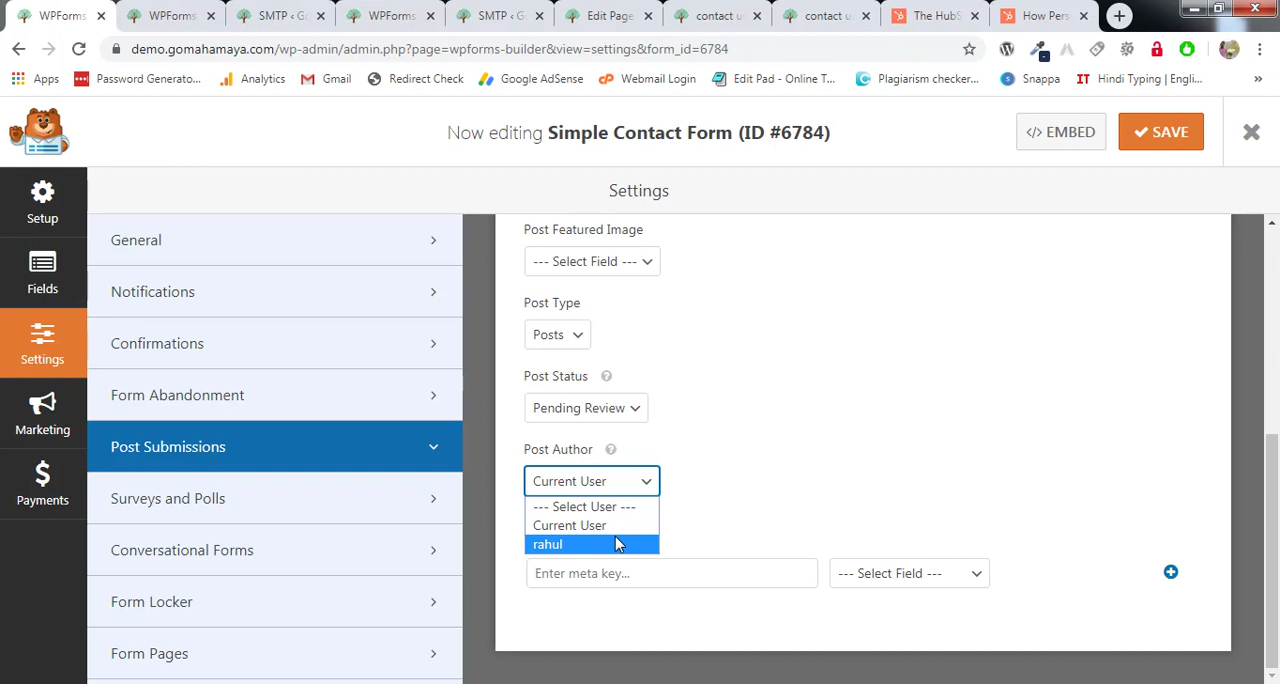 WPForms
WPForms
SMTP ‹ G
WPForms
SMTP ‹ G
Edit Page
contact u
contact u
The HubS
How Pers
demo.gomahamaya.com/wp-admin/admin.php?page=wpforms-builder&view=settings&form_id=6784
Apps
Password Generato...
Analytics
Gmail
Redirect Check
Google AdSense
Webmail Login
Edit Pad - Online T...
Plagiarism checker...
Snappa
IT Hindi Typing | Engl...
»
Now editing Simple Contact Form (ID #6784)
</> EMBED
SAVE
Setup
Fields
Settings
Marketing
Payments
Settings
General
Notifications
Confirmations
Form Abandonment
Post Submissions
Surveys and Polls
Conversational Forms
Form Locker
Form Pages
Post Featured Image
--- Select Field ---
Post Type
Posts
Post Status
Pending Review
Post Author
Current User
--- Select User ---
Current User
rahul
Enter meta key...
--- Select Field ---